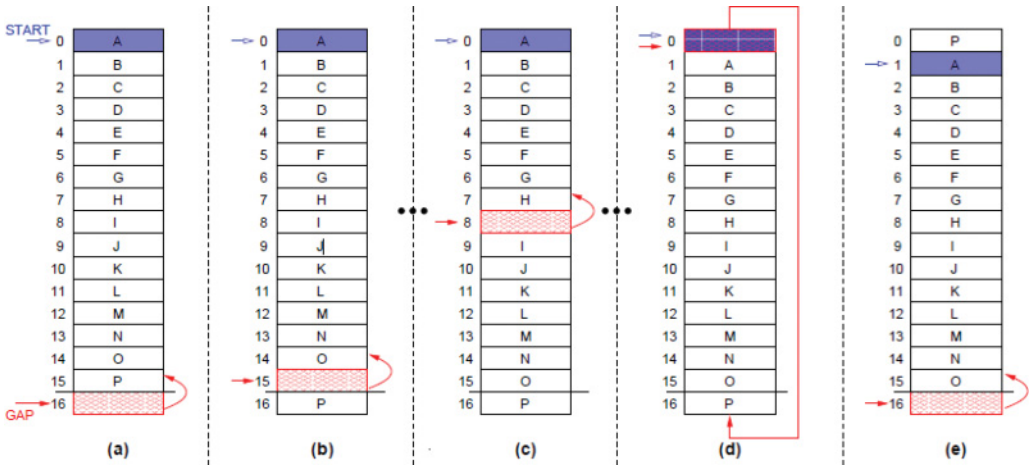 START
0 A
1 B
2 C
3 D
4 E
5 F
6 G
7 H
8 I
9 J
10 K
11 L
12 M
13 N
14 O
15 P
16
GAP
(a)
0 A
1 B
2 C
3 D
4 E
5 F
6 G
7 H
8 I
9 J
10 K
11 L
12 M
13 N
14 O
15
16 P
(b)
•••
0 A
1 B
2 C
3 D
4 E
5 F
6 G
7 H
8
9 I
10 J
11 K
12 L
13 M
14 N
15 O
16 P
(c)
•••
0
1 A
2 B
3 C
4 D
5 E
6 F
7 G
8 H
9 I
10 J
11 K
12 L
13 M
14 N
15 O
16 P
(d)
0 P
1 A
2 B
3 C
4 D
5 E
6 F
7 G
8 H
9 I
10 J
11 K
12 L
13 M
14 N
15 O
16
(e)